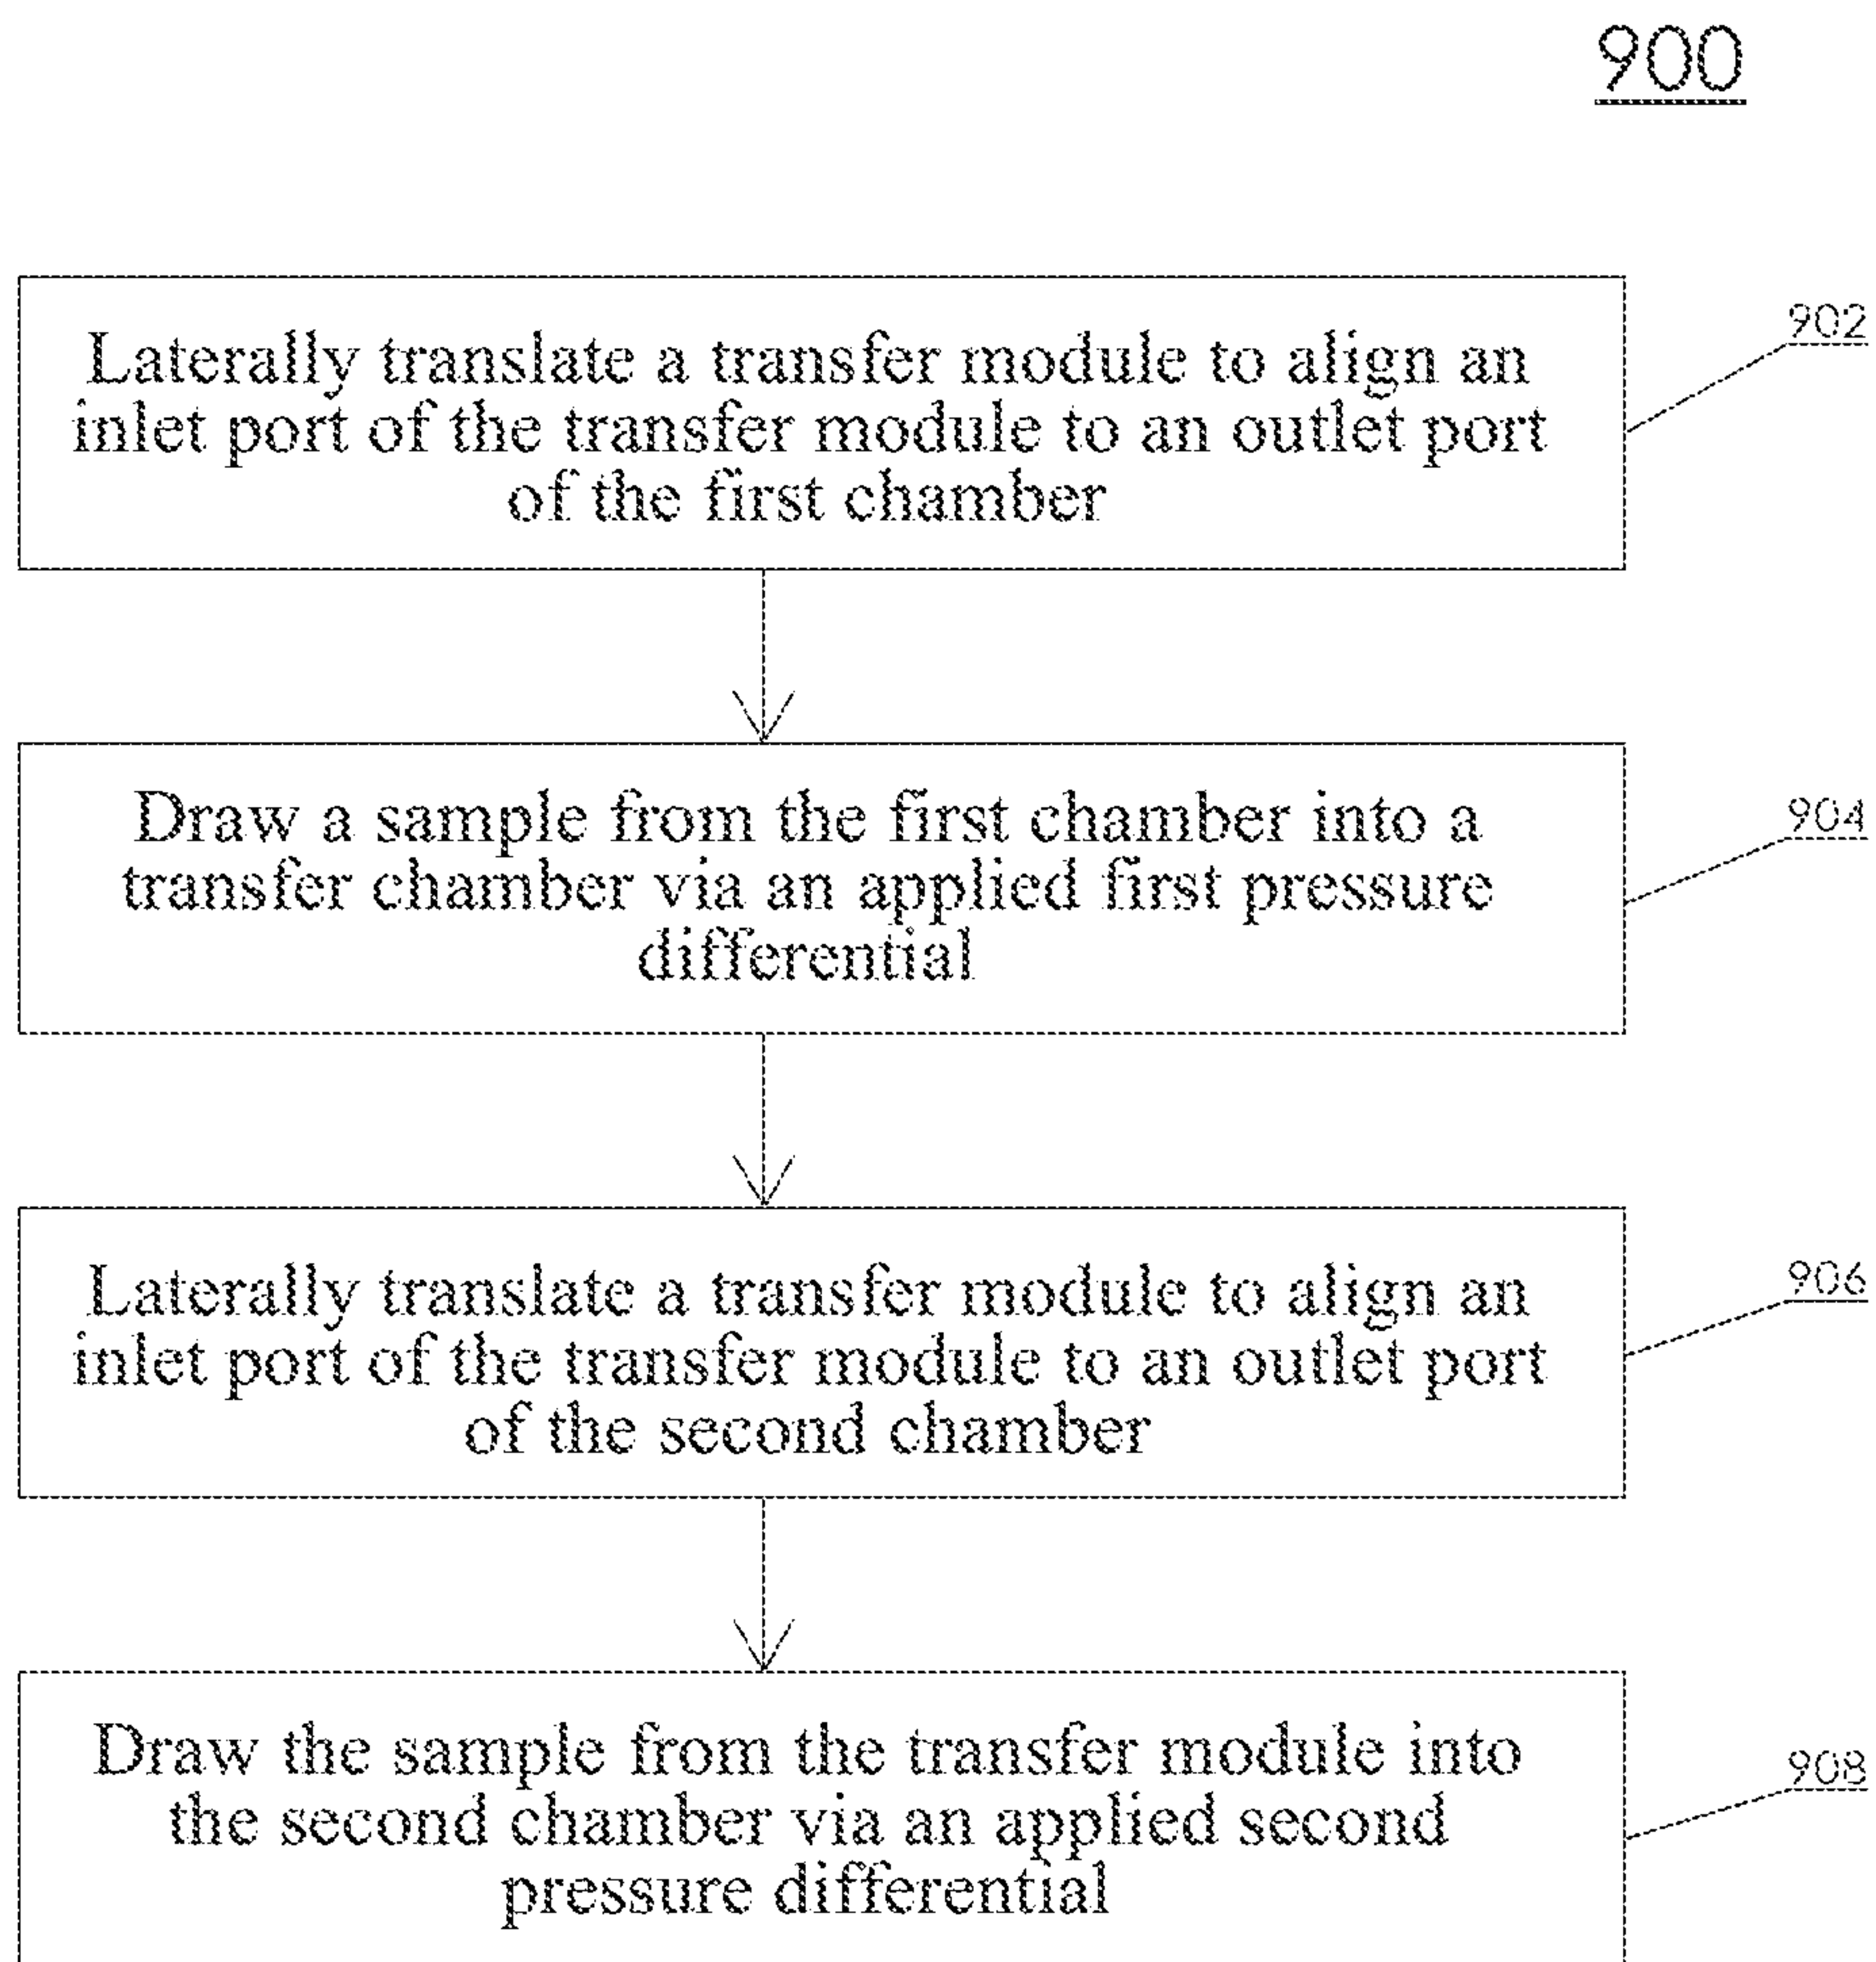 900
Laterally translate a transfer module to align an
inlet port of the transfer module to an outlet port
of the first chamber
902
Draw a sample from the first chamber into a
transfer chamber via an applied first pressure
differential
904
Laterally translate a transfer module to align an
inlet port of the transfer module to an outlet port
of the second chamber
906
Draw the sample from the transfer module into
the second chamber via an applied second
pressure differential
908